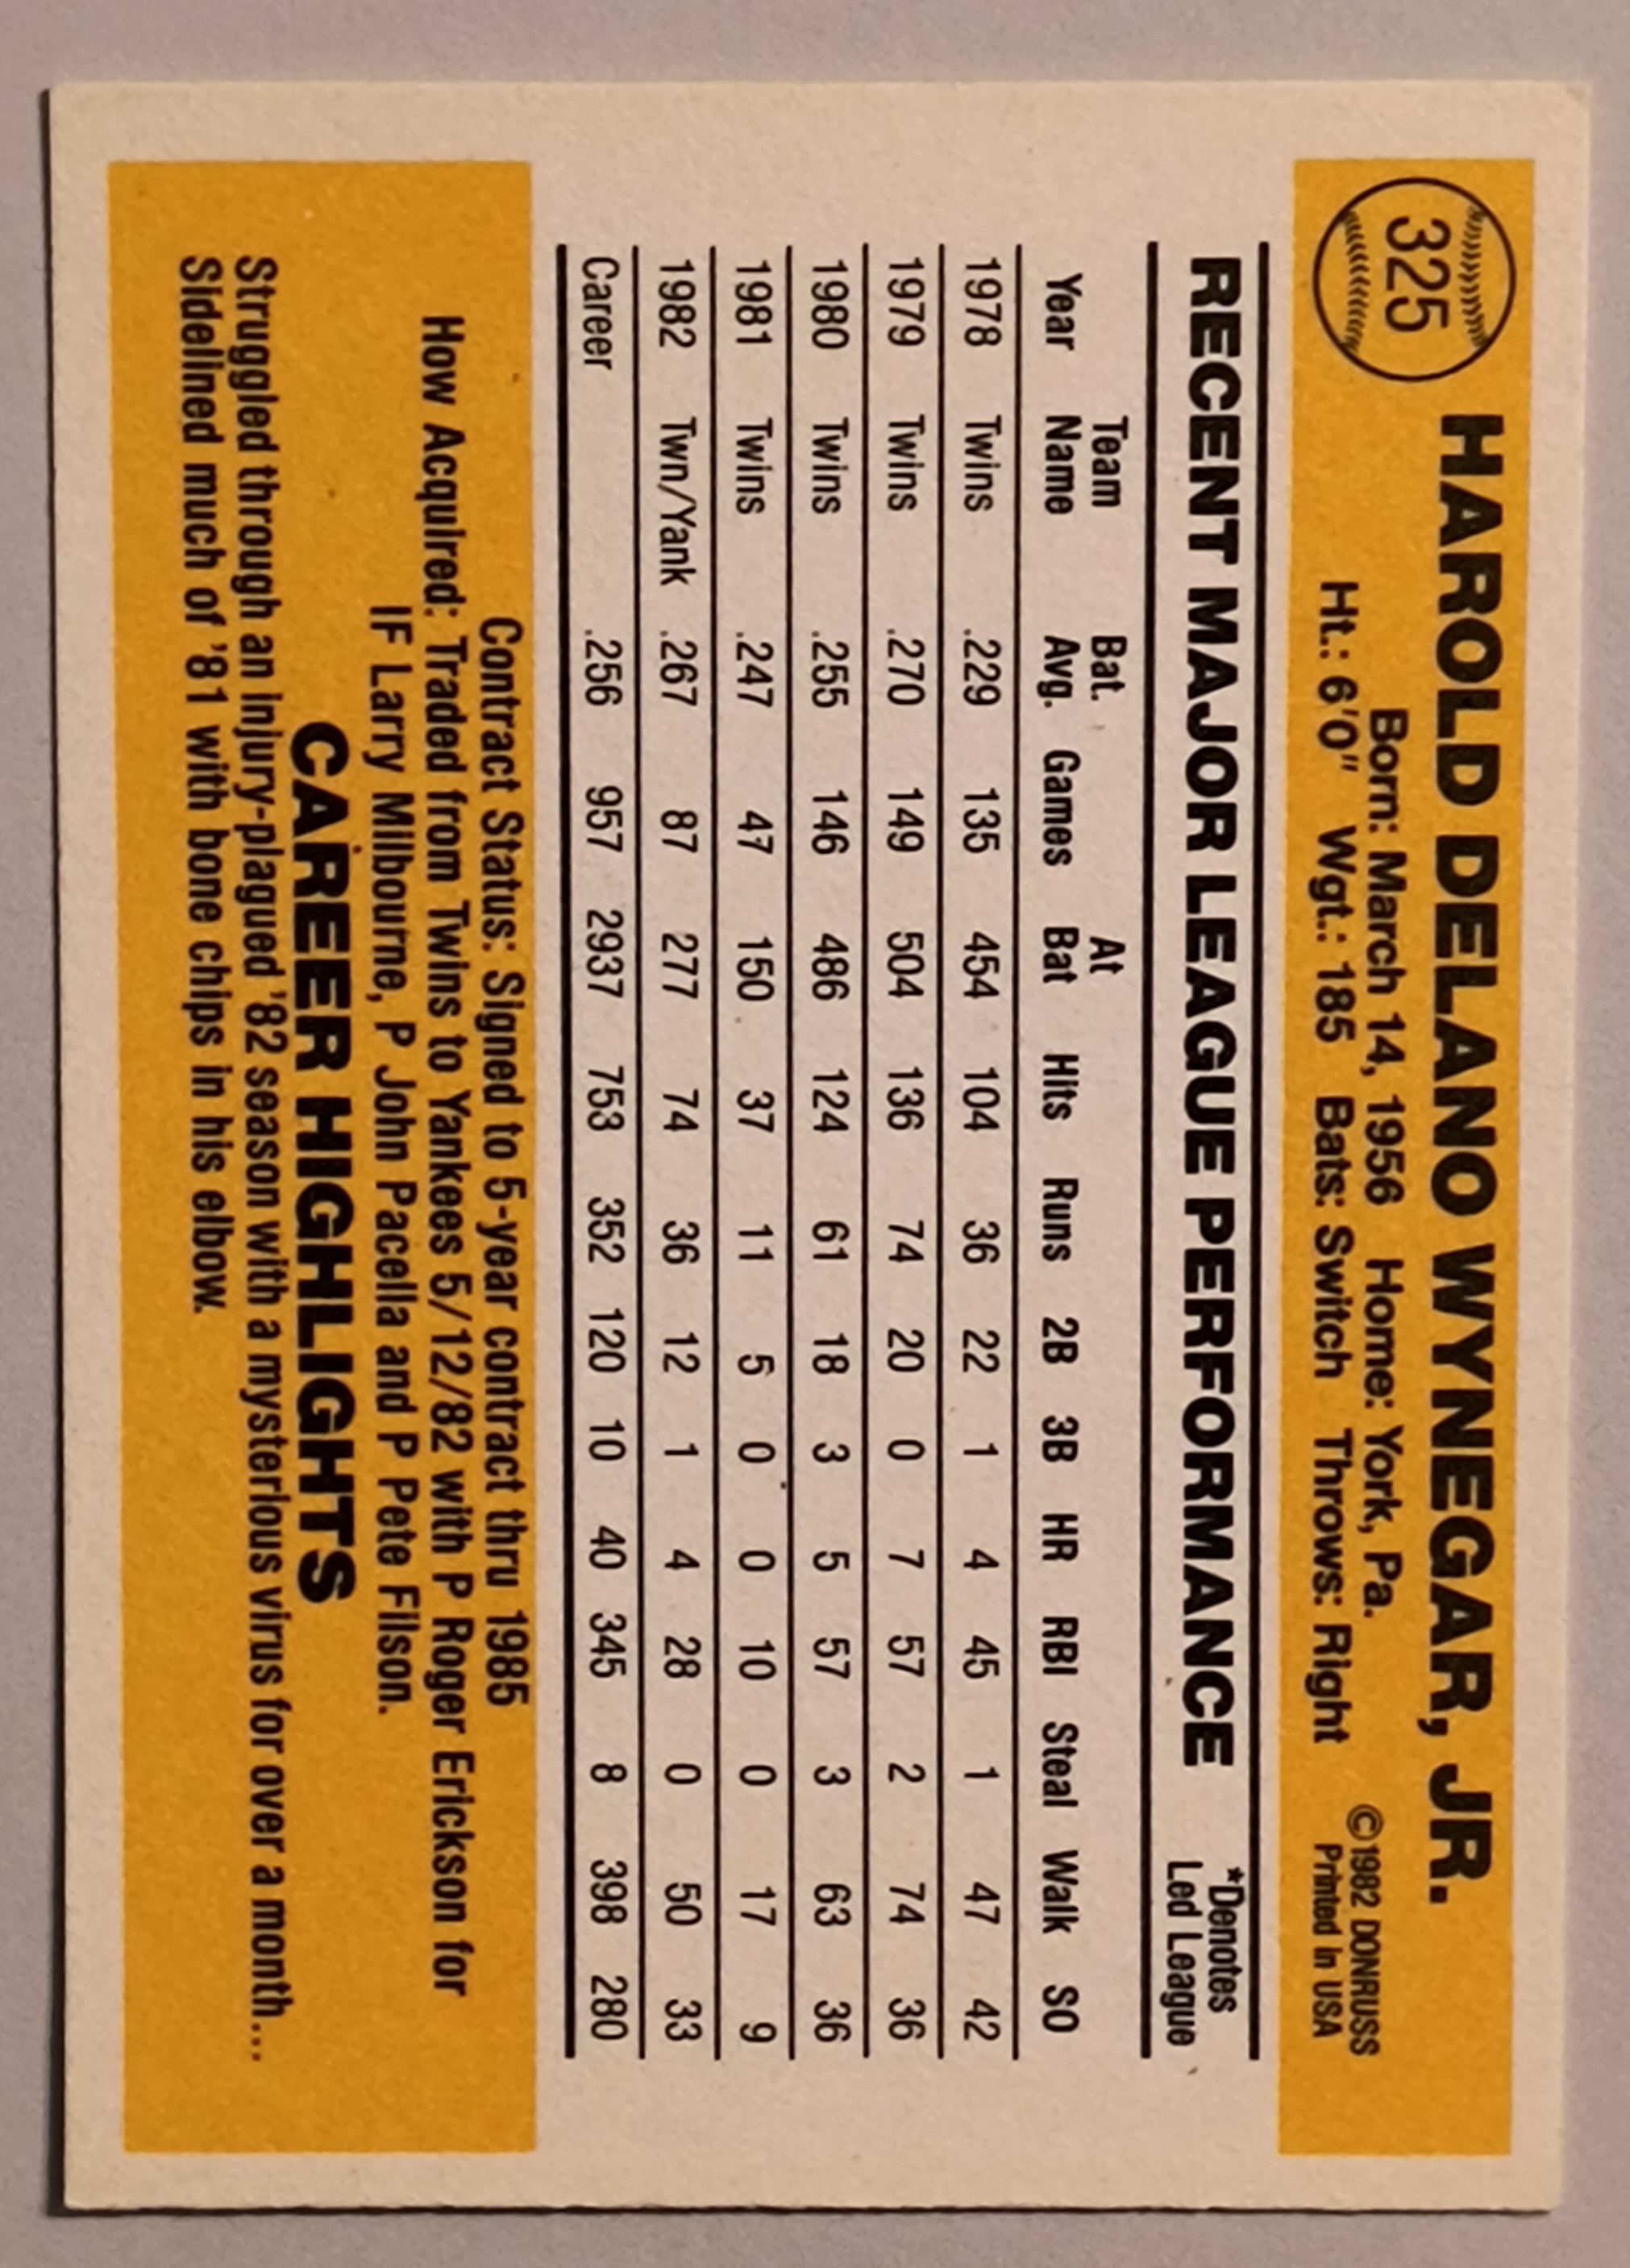 325
HAROLD DELANO WYNEGAR, JR.
Born: March 14, 1956 Home: York, Pa.
Ht.: 6'0" Wgt.: 185 Bats: Switch Throws: Right
©1982 DONRUSS
Printed in USA
RECENT MAJOR LEAGUE PERFORMANCE
*Denotes
Led League
Team Bat. At
Year Name Avg. Games Bat Hits Runs 2B 3B HR RBI Steal Walk SO
1978 Twins .229 135 454 104 36 22 1 4 45 1 47 42
1979 Twins .270 149 504 136 74 20 0 7 57 2 74 36
1980 Twins .255 146 486 124 61 18 3 5 57 3 63 36
1981 Twins .247 47 150 37 11 5 0 0 10 0 17 9
1982 Twn/Yank .267 87 277 74 36 12 1 4 28 0 50 33
Career .256 957 2937 753 352 120 10 40 345 8 398 280
Contract Status: Signed to 5-year contract thru 1985
How Acquired: Traded from Twins to Yankees 5/12/82 with P Roger Erickson for
IF Larry Milbourne, P John Pacella and P Pete Filson.
CAREER HIGHLIGHTS
Struggled through an injury-plagued '82 season with a mysterious virus for over a month...
Sidelined much of '81 with bone chips in his elbow.